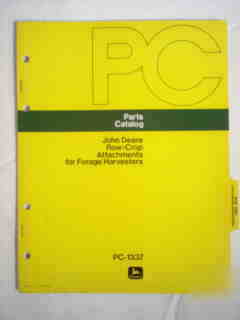 PC
Parts
Catalog
John Deere
Row-Crop
Attachments
for Forage Harvesters
PC-1337